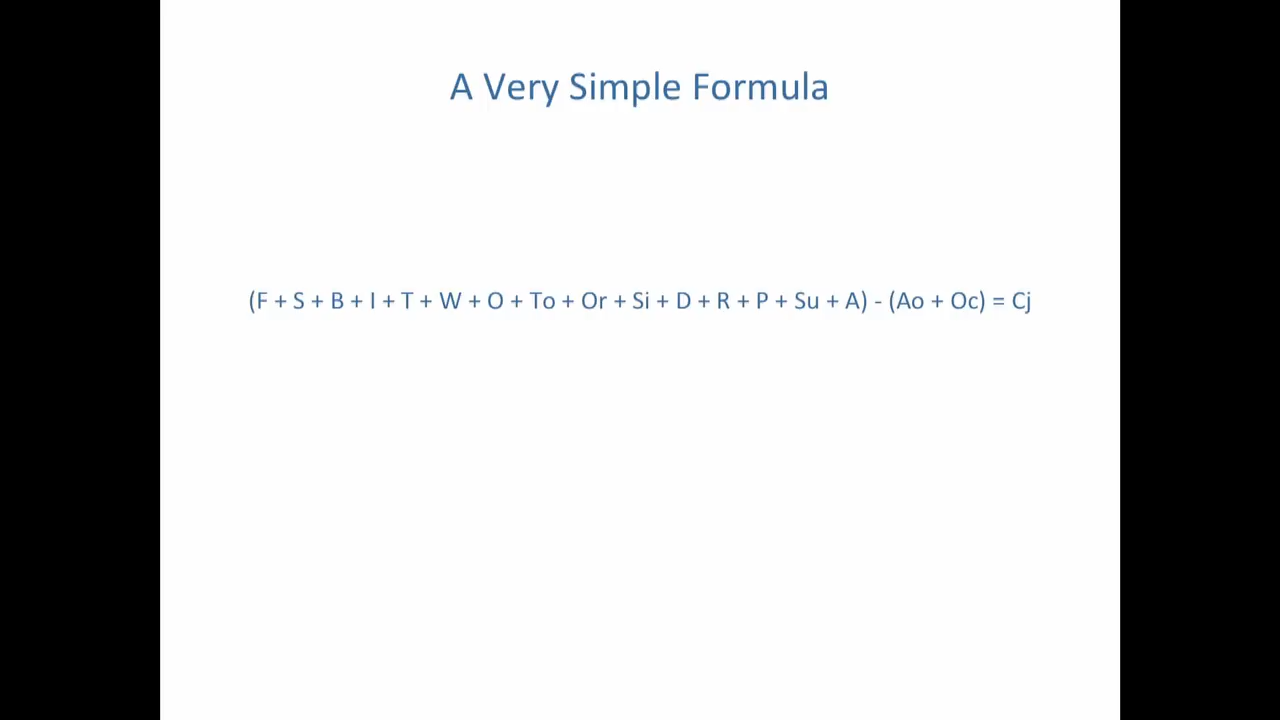 A Very Simple Formula
(F + S + B + I + T + W + O + To + Or + Si + D + R + P + Su + A) - (Ao + Oc) = Cj